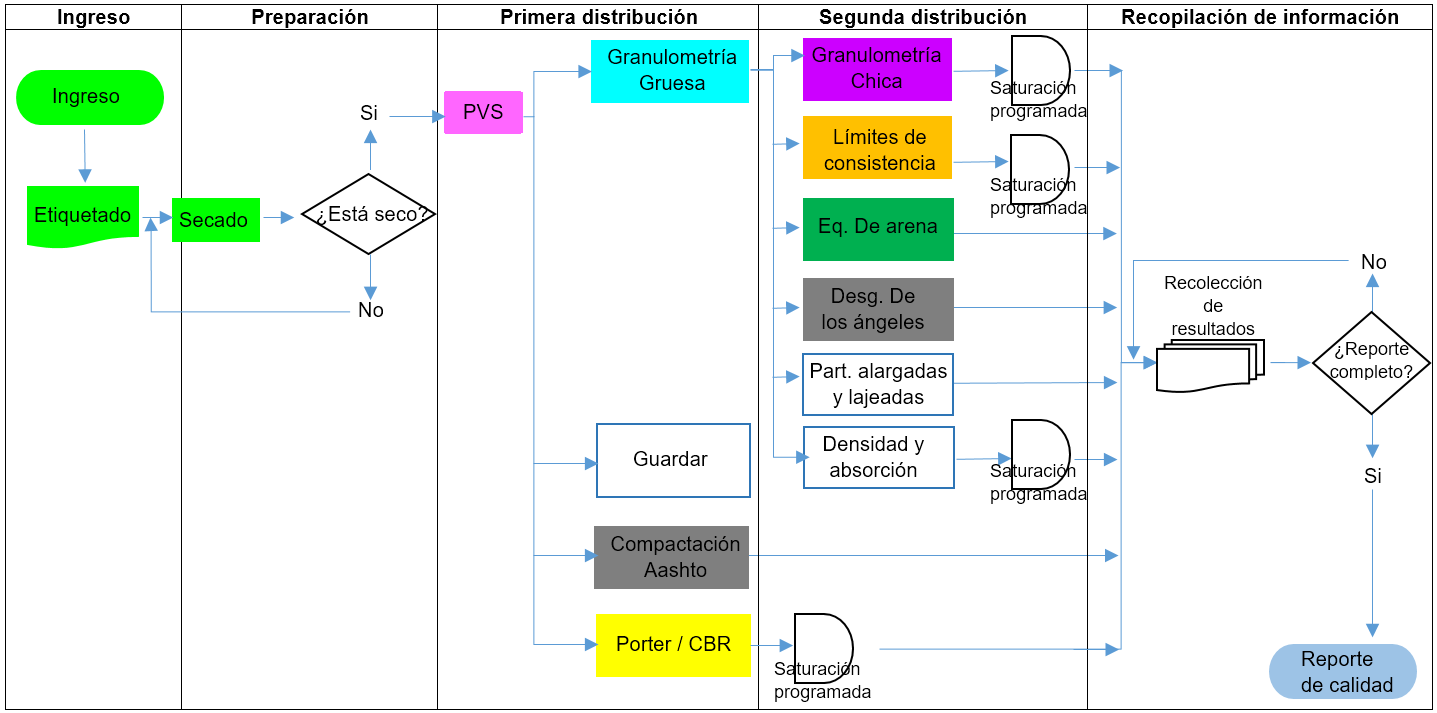 Ingreso
Preparación
Primera distribución
Segunda distribución
Recopilación de información
Ingreso
Etiquetado
Secado
Si
¿Está seco?
No
PVS
Granulometría
Gruesa
Guardar
Compactación
Aashto
Porter / CBR
Granulometría
Chica
Saturación
programada
Límites de
consistencia
Saturación
programada
Eq. De arena
Desg. De
los ángeles
Part. alargadas
y lajeadas
Densidad y
absorción
Saturación
programada
Saturación
programada
Recolección
de
resultados
No
¿Reporte
completo?
Si
Reporte
de calidad